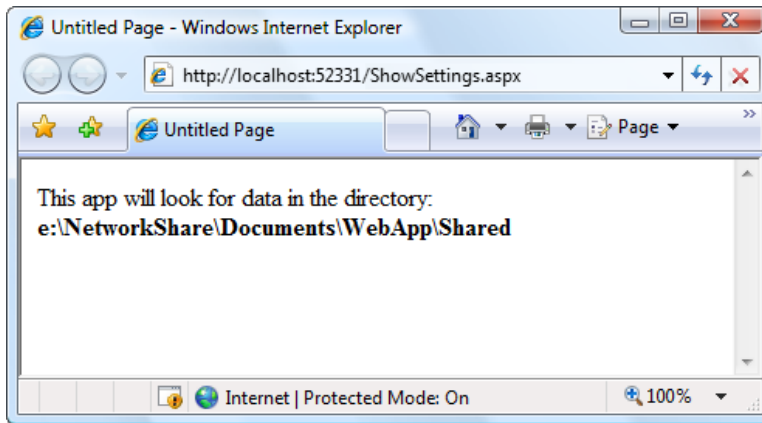 Untitled Page - Windows Internet Explorer
http://localhost:52331/ShowSettings.aspx
Untitled Page
Page
»
This app will look for data in the directory:
e:\NetworkShare\Documents\WebApp\Shared
Internet | Protected Mode: On
100%